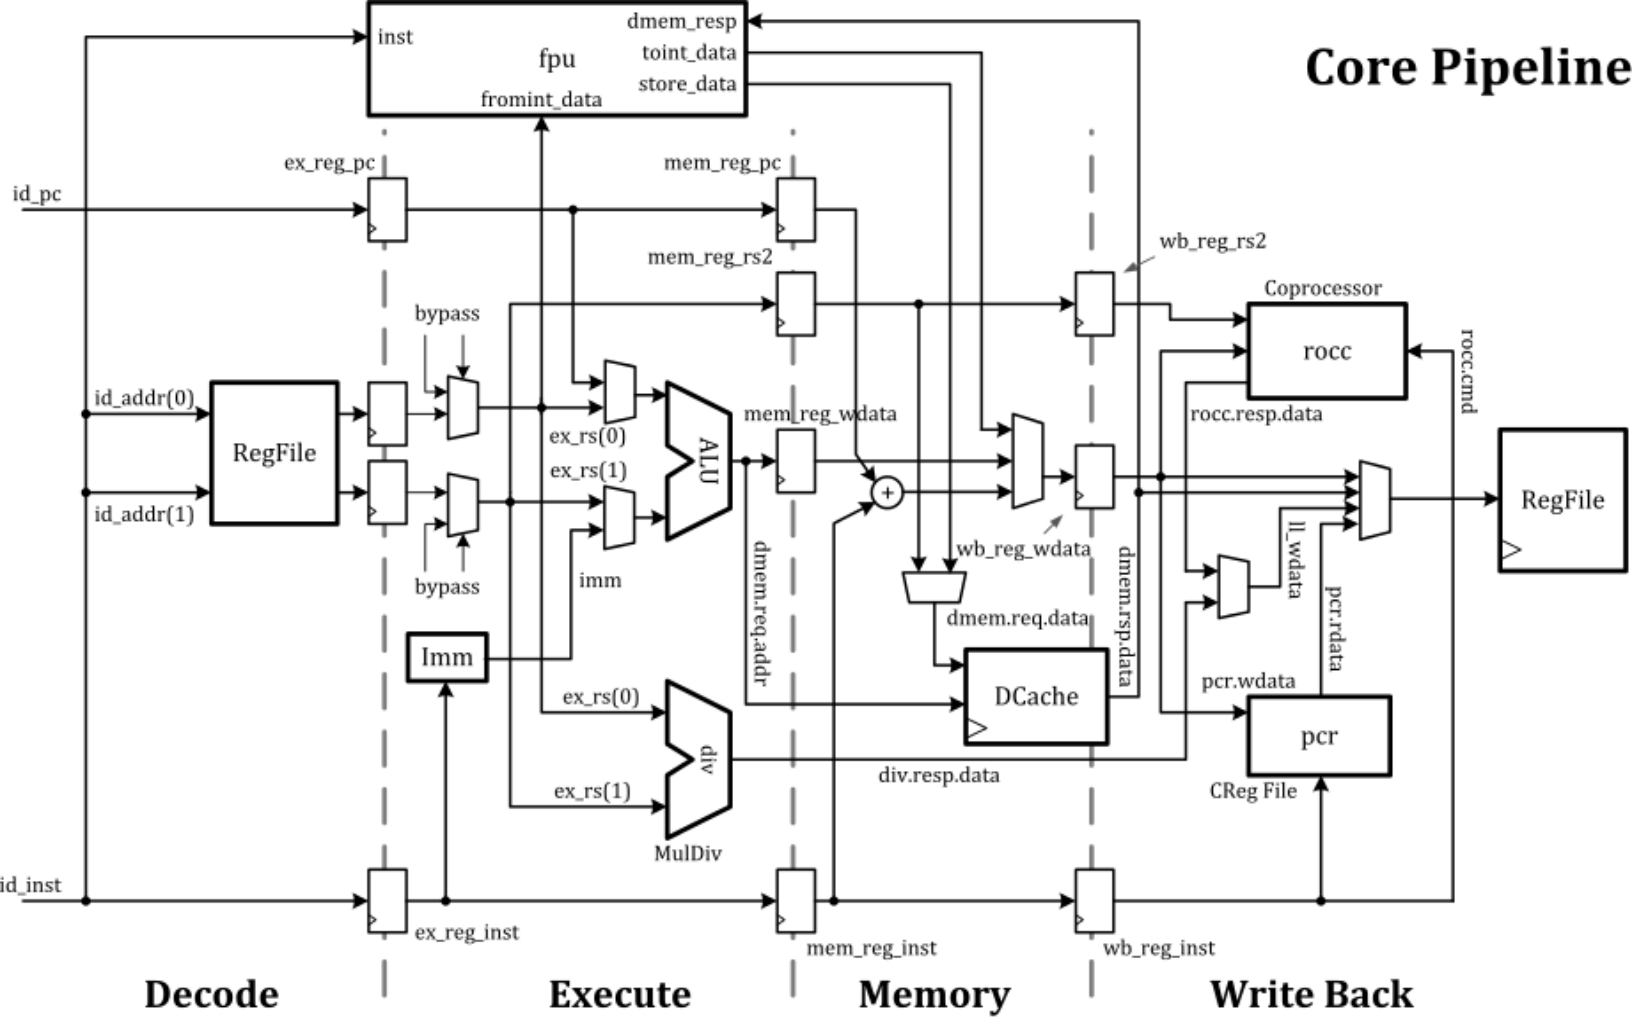 Core Pipeline
inst
fpu
dmem_resp
toint_data
store_data
fromint_data
ex_reg_pc
mem_reg_pc
id_pc
mem_reg_rs2
wb_reg_rs2
Coprocessor
rocc
rocc.cmd
bypass
id_addr(0)
RegFile
id_addr(1)
ex_rs(0)
ex_rs(1)
ALU
mem_reg_wdata
rocc.resp.data
+
RegFile
wb_reg_wdata
bypass
imm
dmem.req.addr
dmem.req.data
dmem.rsp.data
ll_wdata
pcr.rdata
Imm
ex_rs(0)
div
ex_rs(1)
MulDiv
DCache
div.resp.data
pcr.wdata
pcr
CReg File
id_inst
ex_reg_inst
mem_reg_inst
wb_reg_inst
Decode
Execute
Memory
Write Back